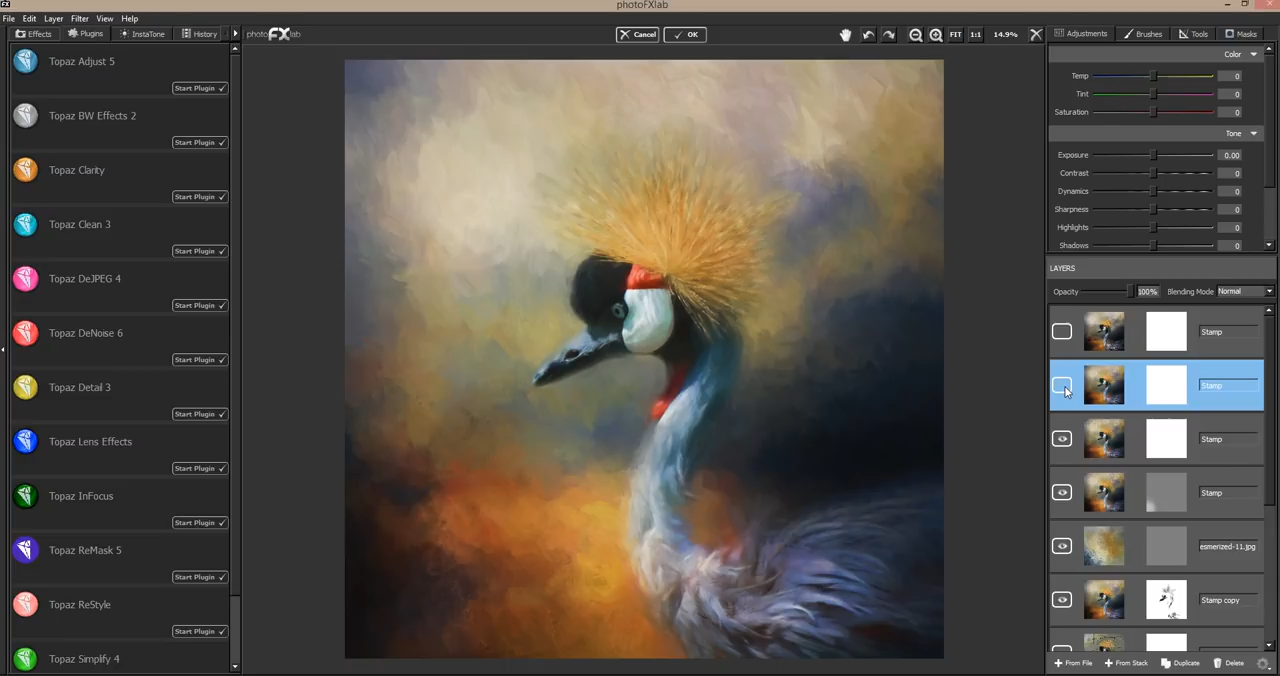 FX
photoFXlab
File Edit Layer Filter View Help
Effects Plugins InstaTone History
photo FX lab
Cancel OK
FIT 1:1 14.9%
Adjustments Brushes Tools Masks
Topaz Adjust 5
Start Plugin
Topaz BW Effects 2
Start Plugin
Topaz Clarity
Start Plugin
Topaz Clean 3
Start Plugin
Topaz DeJPEG 4
Start Plugin
Topaz DeNoise 6
Start Plugin
Topaz Detail 3
Start Plugin
Topaz Lens Effects
Start Plugin
Topaz InFocus
Start Plugin
Topaz ReMask 5
Start Plugin
Topaz ReStyle
Start Plugin
Topaz Simplify 4
Color
Temp 0
Tint 0
Saturation 0
Tone
Exposure 0.00
Contrast 0
Dynamics 0
Sharpness 0
Highlights 0
Shadows 0
LAYERS
Opacity 100% Blending Mode Normal
Stamp
Stamp
Stamp
Stamp
esmerized-11.jpg
Stamp copy
From File From Stack Duplicate Delete